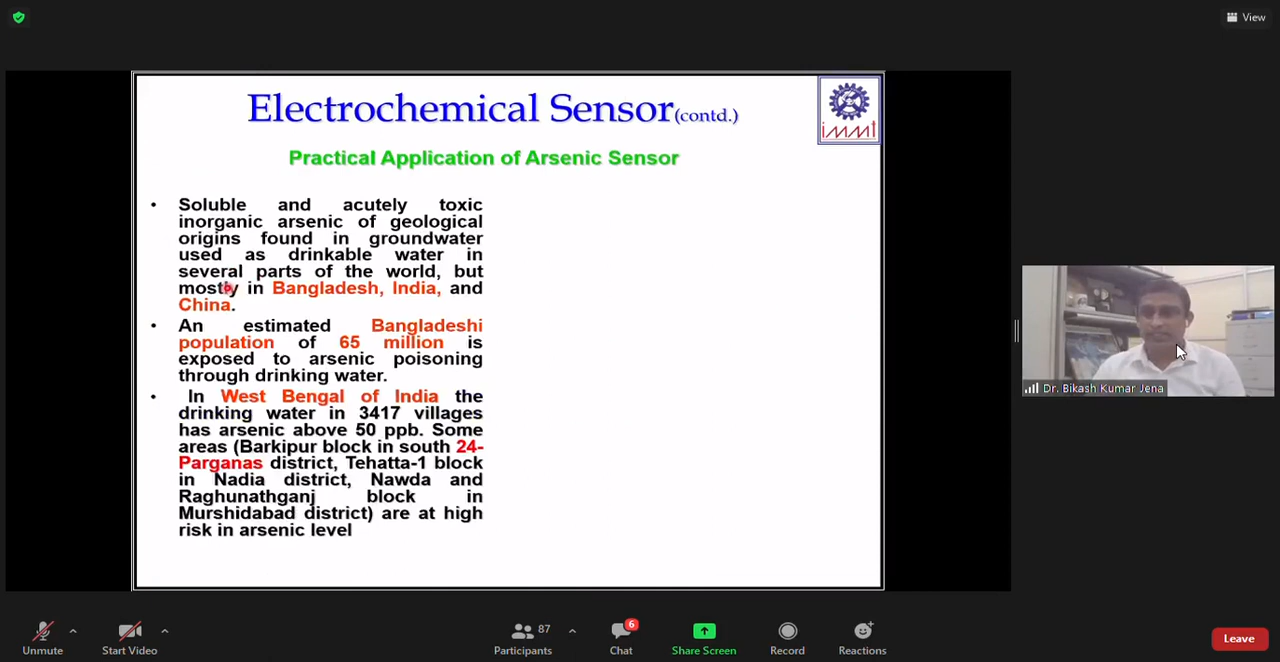 View
Electrochemical Sensor(contd.)
immt
Practical Application of Arsenic Sensor
• Soluble and acutely toxic
inorganic arsenic of geological
origins found in groundwater
used as drinkable water in
several parts of the world, but
mostly in Bangladesh, India, and
China.
• An estimated Bangladeshi
population of 65 million is
exposed to arsenic poisoning
through drinking water.
• In West Bengal of India the
drinking water in 3417 villages
has arsenic above 50 ppb. Some
areas (Barkipur block in south 24-
Parganas district, Tehatta-1 block
in Nadia district, Nawda and
Raghunathganj block in
Murshidabad district) are at high
risk in arsenic level
Dr. Bikash Kumar Jena
Unmute
Start Video
Participants
87
Chat
6
Share Screen
Record
Reactions
Leave